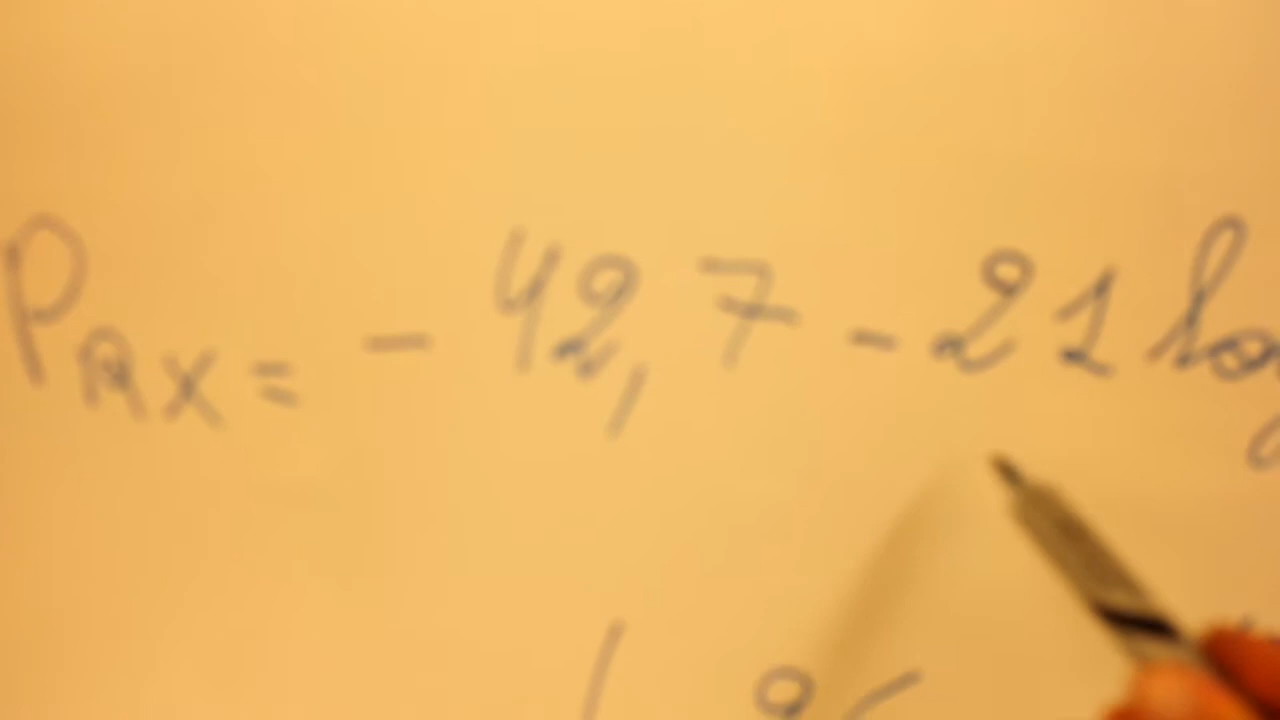 PRX = - 42,7 - 21 log